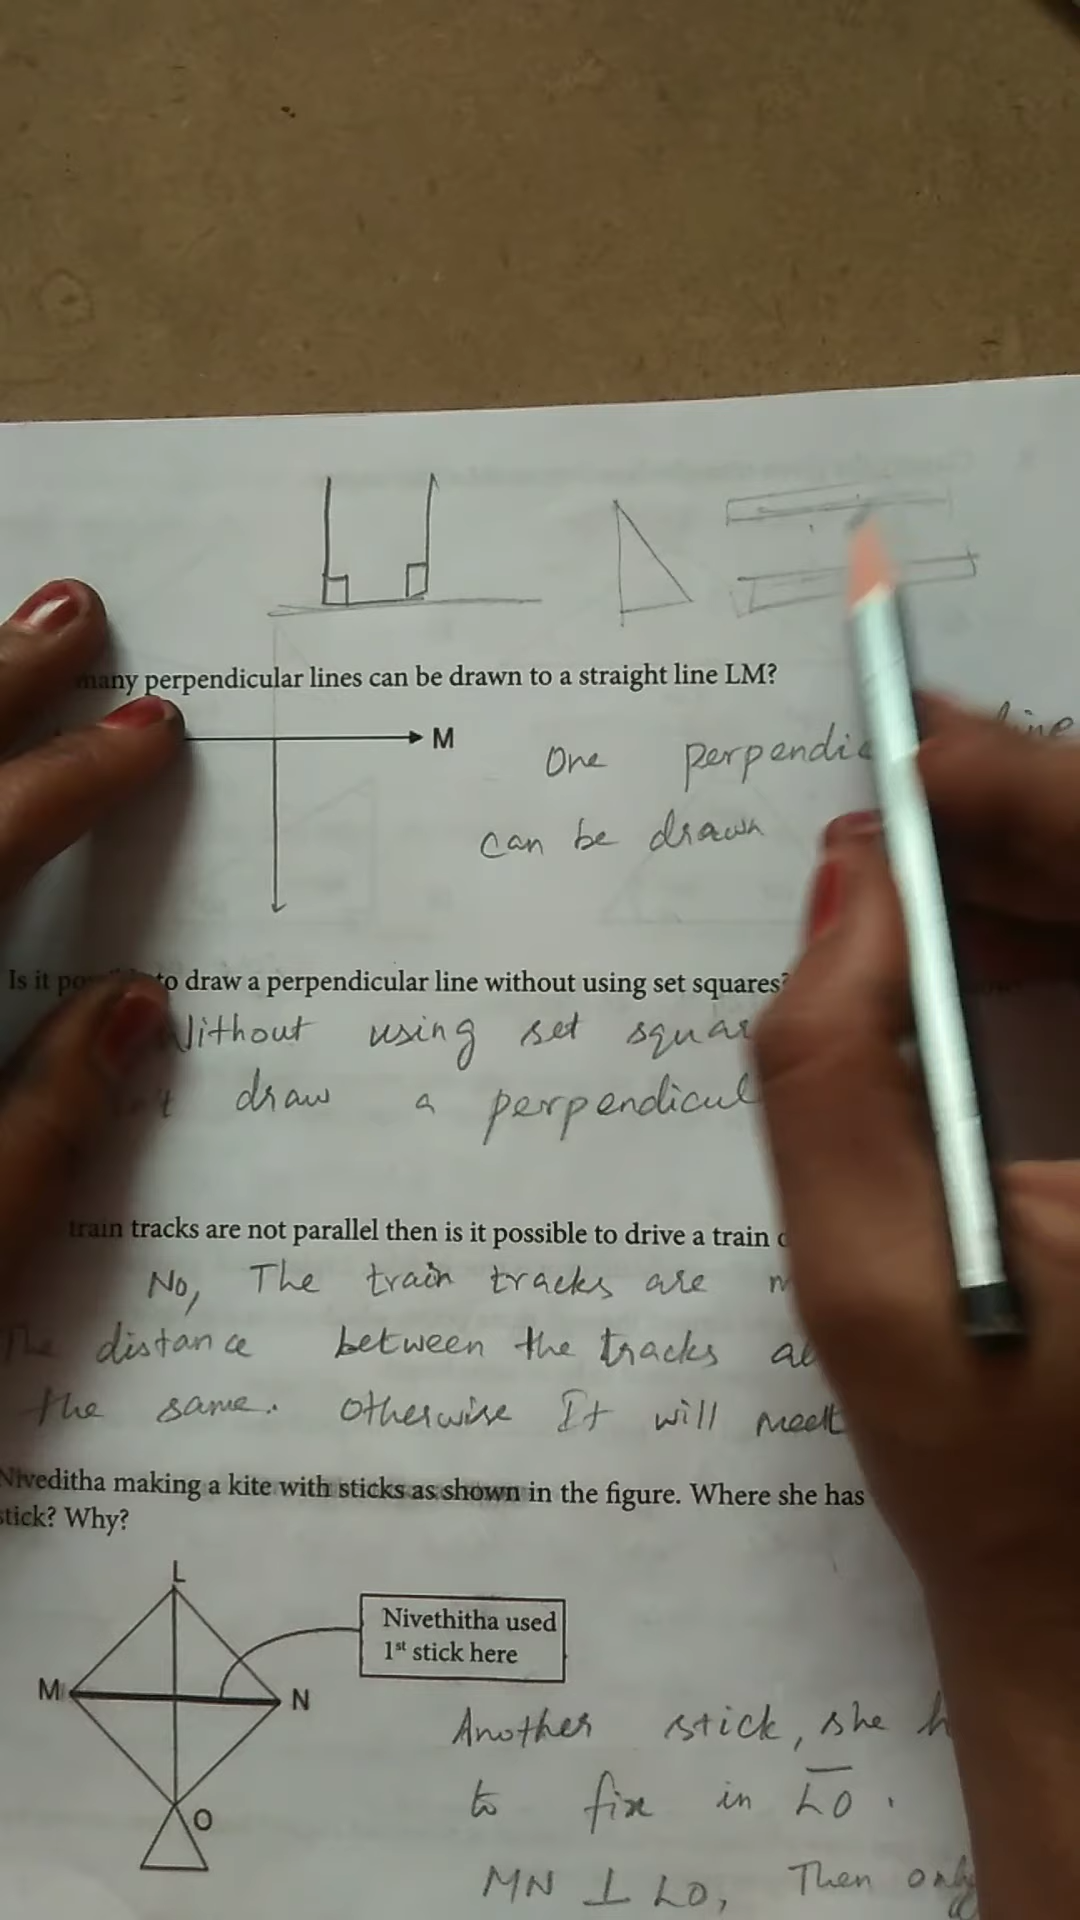 many perpendicular lines can be drawn to a straight line LM?
M
One perpendic line
can be drawn
Is it to draw a perpendicular line without using set squares?
Without using set squar
draw a perpendicul
train tracks are not parallel then is it possible to drive a train
No, The train tracks are
The distance between the tracks al
the same. otherwise It will meet
Niveditha making a kite with sticks as shown in the figure. Where she has
stick? Why?
L
Nivethitha used
1st stick here
M N
Another stick, she h
to fix in L̅O̅.
O
MN ⊥ LO, Then only